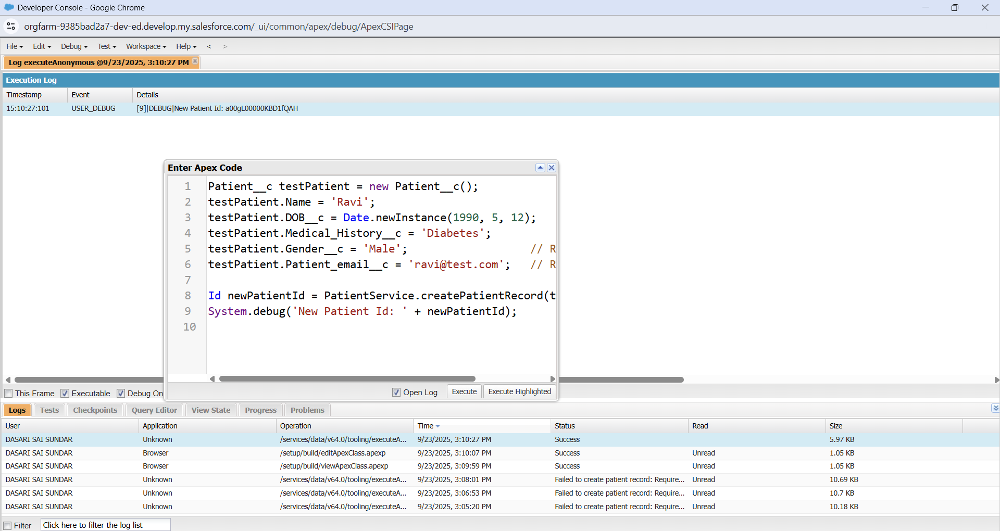 Developer Console - Google Chrome
orgfarm-9385bad2a7-dev-ed.develop.my.salesforce.com/_ui/common/apex/debug/ApexCSIPage
File Edit Debug Test Workspace Help < >
Log executeAnonymous @9/23/2025, 3:10:27 PM
Execution Log
Timestamp Event Details
15:10:27:101 USER_DEBUG [9]|DEBUG|New Patient Id: a00gL00000KBD1fQAH
Enter Apex Code
1 Patient__c testPatient = new Patient__c();
2 testPatient.Name = 'Ravi';
3 testPatient.DOB__c = Date.newInstance(1990, 5, 12);
4 testPatient.Medical_History__c = 'Diabetes';
5 testPatient.Gender__c = 'Male'; // R
6 testPatient.Patient_email__c = 'ravi@test.com'; // R
7
8 Id newPatientId = PatientService.createPatientRecord(t
9 System.debug('New Patient Id: ' + newPatientId);
10
Open Log Execute Execute Highlighted
This Frame Executable Debug On
Logs Tests Checkpoints Query Editor View State Progress Problems
User Application Operation Time Status Read Size
DASARI SAI SUNDAR Unknown /services/data/v64.0/tooling/executeA... 9/23/2025, 3:10:27 PM Success 5.97 KB
DASARI SAI SUNDAR Browser /setup/build/editApexClass.apexp 9/23/2025, 3:10:07 PM Success Unread 1.05 KB
DASARI SAI SUNDAR Browser /setup/build/viewApexClass.apexp 9/23/2025, 3:09:59 PM Success Unread 1.05 KB
DASARI SAI SUNDAR Unknown /services/data/v64.0/tooling/executeA... 9/23/2025, 3:08:01 PM Failed to create patient record: Require... Unread 10.69 KB
DASARI SAI SUNDAR Unknown /services/data/v64.0/tooling/executeA... 9/23/2025, 3:06:53 PM Failed to create patient record: Require... Unread 10.7 KB
DASARI SAI SUNDAR Unknown /services/data/v64.0/tooling/executeA... 9/23/2025, 3:05:20 PM Failed to create patient record: Require... Unread 10.18 KB
Filter Click here to filter the log list